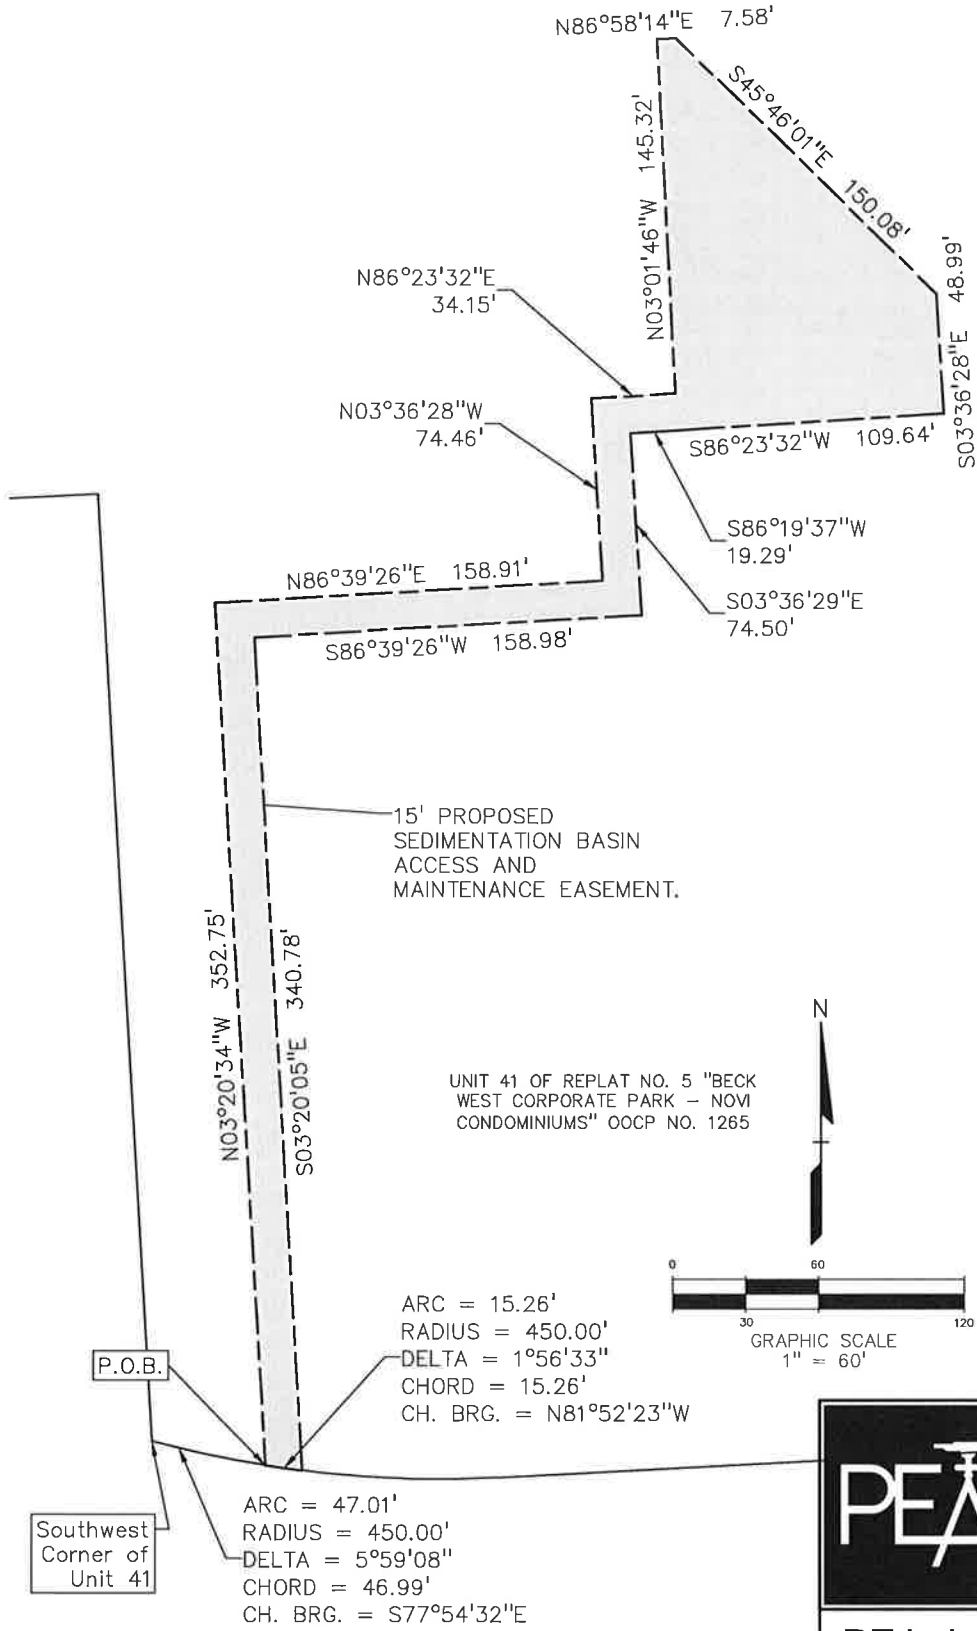 N86°58'14"E 7.58'
S45°46'01"E 150.08'
N03°01'46"W 145.32'
S03°36'28"E 48.99'
N86°23'32"E
34.15'
N03°36'28"W
74.46'
S86°23'32"W 109.64'
S86°19'37"W
19.29'
N86°39'26"E 158.91'
S03°36'29"E
74.50'
S86°39'26"W 158.98'
15' PROPOSED
SEDIMENTATION BASIN
ACCESS AND
MAINTENANCE EASEMENT.
N03°20'34"W 352.75'
S03°20'05"E 340.78'
N
UNIT 41 OF REPLAT NO. 5 "BECK
WEST CORPORATE PARK – NOVI
CONDOMINIUMS" OOCP NO. 1265
0 60
30 120
GRAPHIC SCALE
1" = 60'
ARC = 15.26'
RADIUS = 450.00'
DELTA = 1°56'33"
CHORD = 15.26'
CH. BRG. = N81°52'23"W
P.O.B.
Southwest
Corner of
Unit 41
ARC = 47.01'
RADIUS = 450.00'
DELTA = 5°59'08"
CHORD = 46.99'
CH. BRG. = S77°54'32"E
PEA